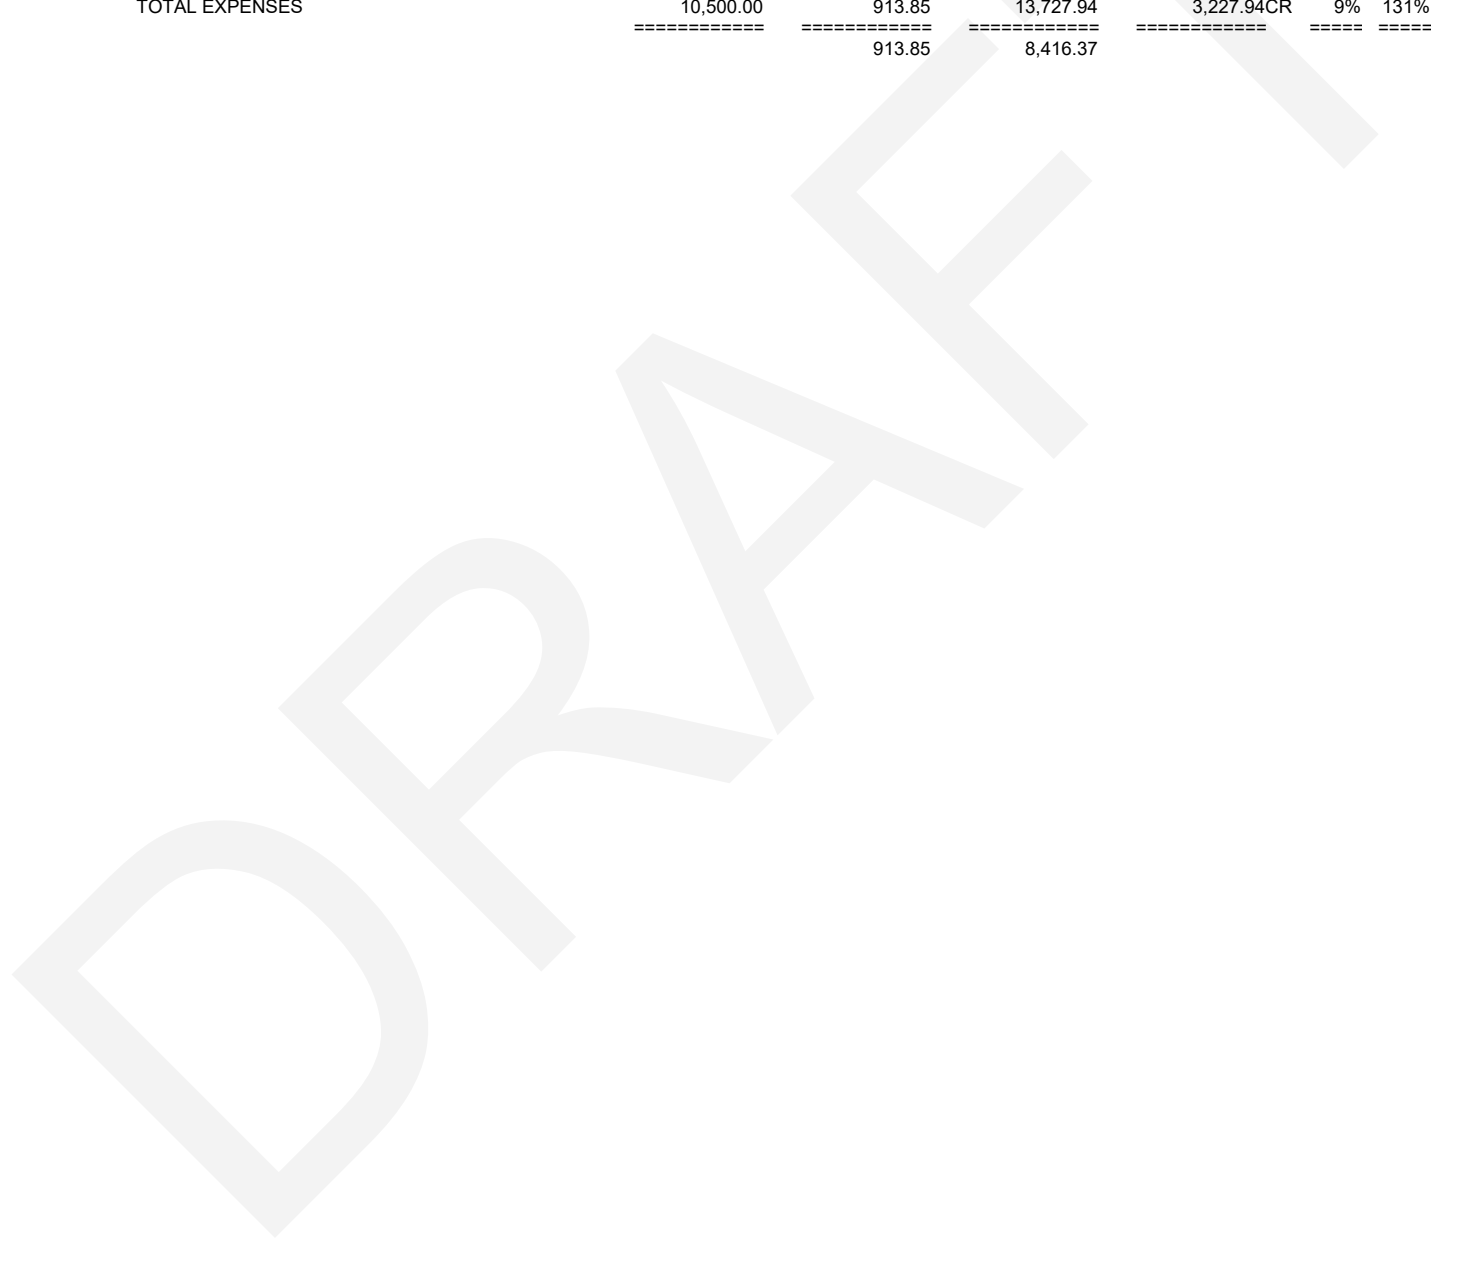 TOTAL EXPENSES 10,500.00 913.85 13,727.94 3,227.94CR 9% 131%
============ ============ ============ ============ ===== =====
913.85 8,416.37
DRAFT